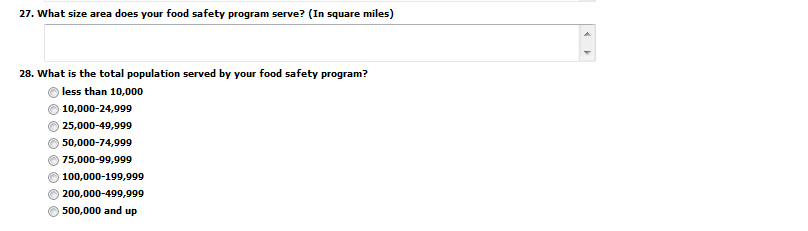 27. What size area does your food safety program serve? (In square miles)
28. What is the total population served by your food safety program?
less than 10,000
10,000-24,999
25,000-49,999
50,000-74,999
75,000-99,999
100,000-199,999
200,000-499,999
500,000 and up